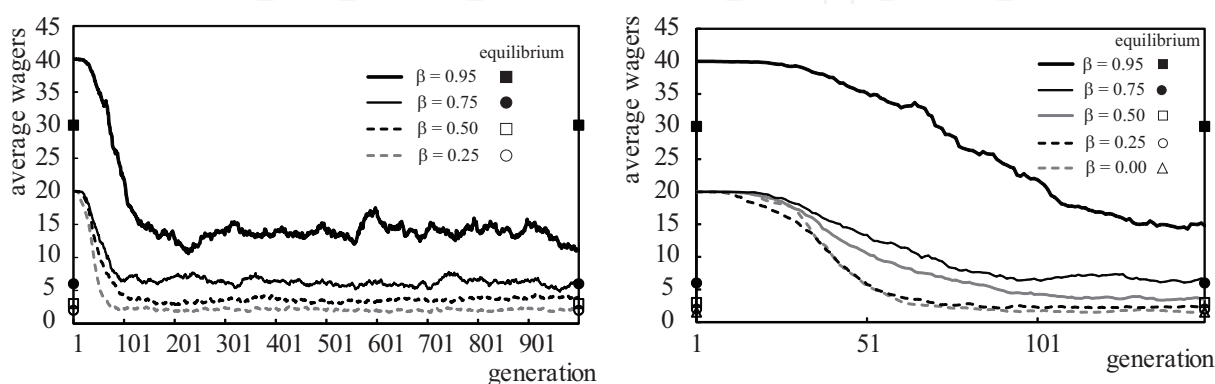 45
40
35
30
25
20
15
10
5
0
average wagers
equilibrium
β = 0.95
β = 0.75
β = 0.50
β = 0.25
1 101 201 301 401 501 601 701 801 901
generation
45
40
35
30
25
20
15
10
5
0
average wagers
equilibrium
β = 0.95
β = 0.75
β = 0.50
β = 0.25
β = 0.00
1 51 101
generation